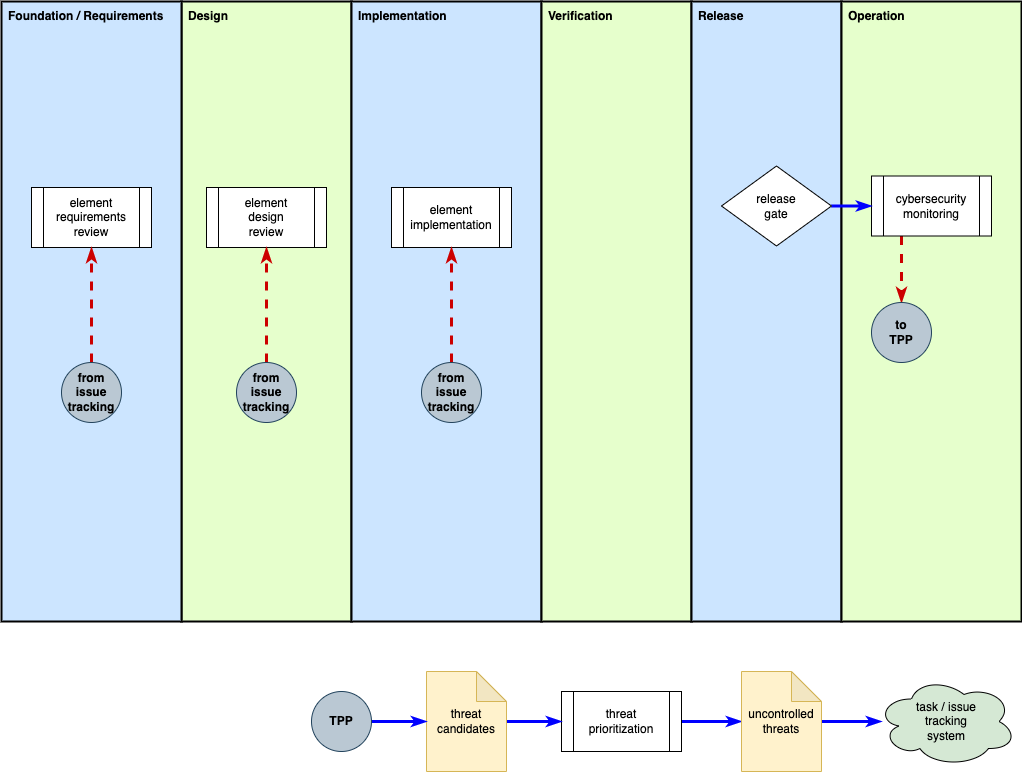 Foundation / Requirements
Design
Implementation
Verification
Release
Operation
element
requirements
review
element
design
review
element
implementation
release
gate
cybersecurity
monitoring
to
TPP
from
issue
tracking
from
issue
tracking
from
issue
tracking
TPP
threat
candidates
threat
prioritization
uncontrolled
threats
task / issue
tracking
system